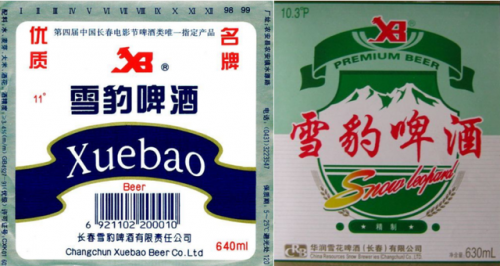 I II III IV V VI VII VIII IX X XI XII 98 99
优质
第四届中国长春电影节啤酒类唯一指定产品
名牌
XB ®
11°
雪豹啤酒
Xuebao
Beer
6 921102 200010
长春雪豹啤酒有限责任公司
Changchun Xuebao Beer Co.Ltd
640ml
10.3°P
XB
PREMIUM BEER
雪豹啤酒
Snow leopard
精制
华润雪花啤酒（长春）有限公司
630mL